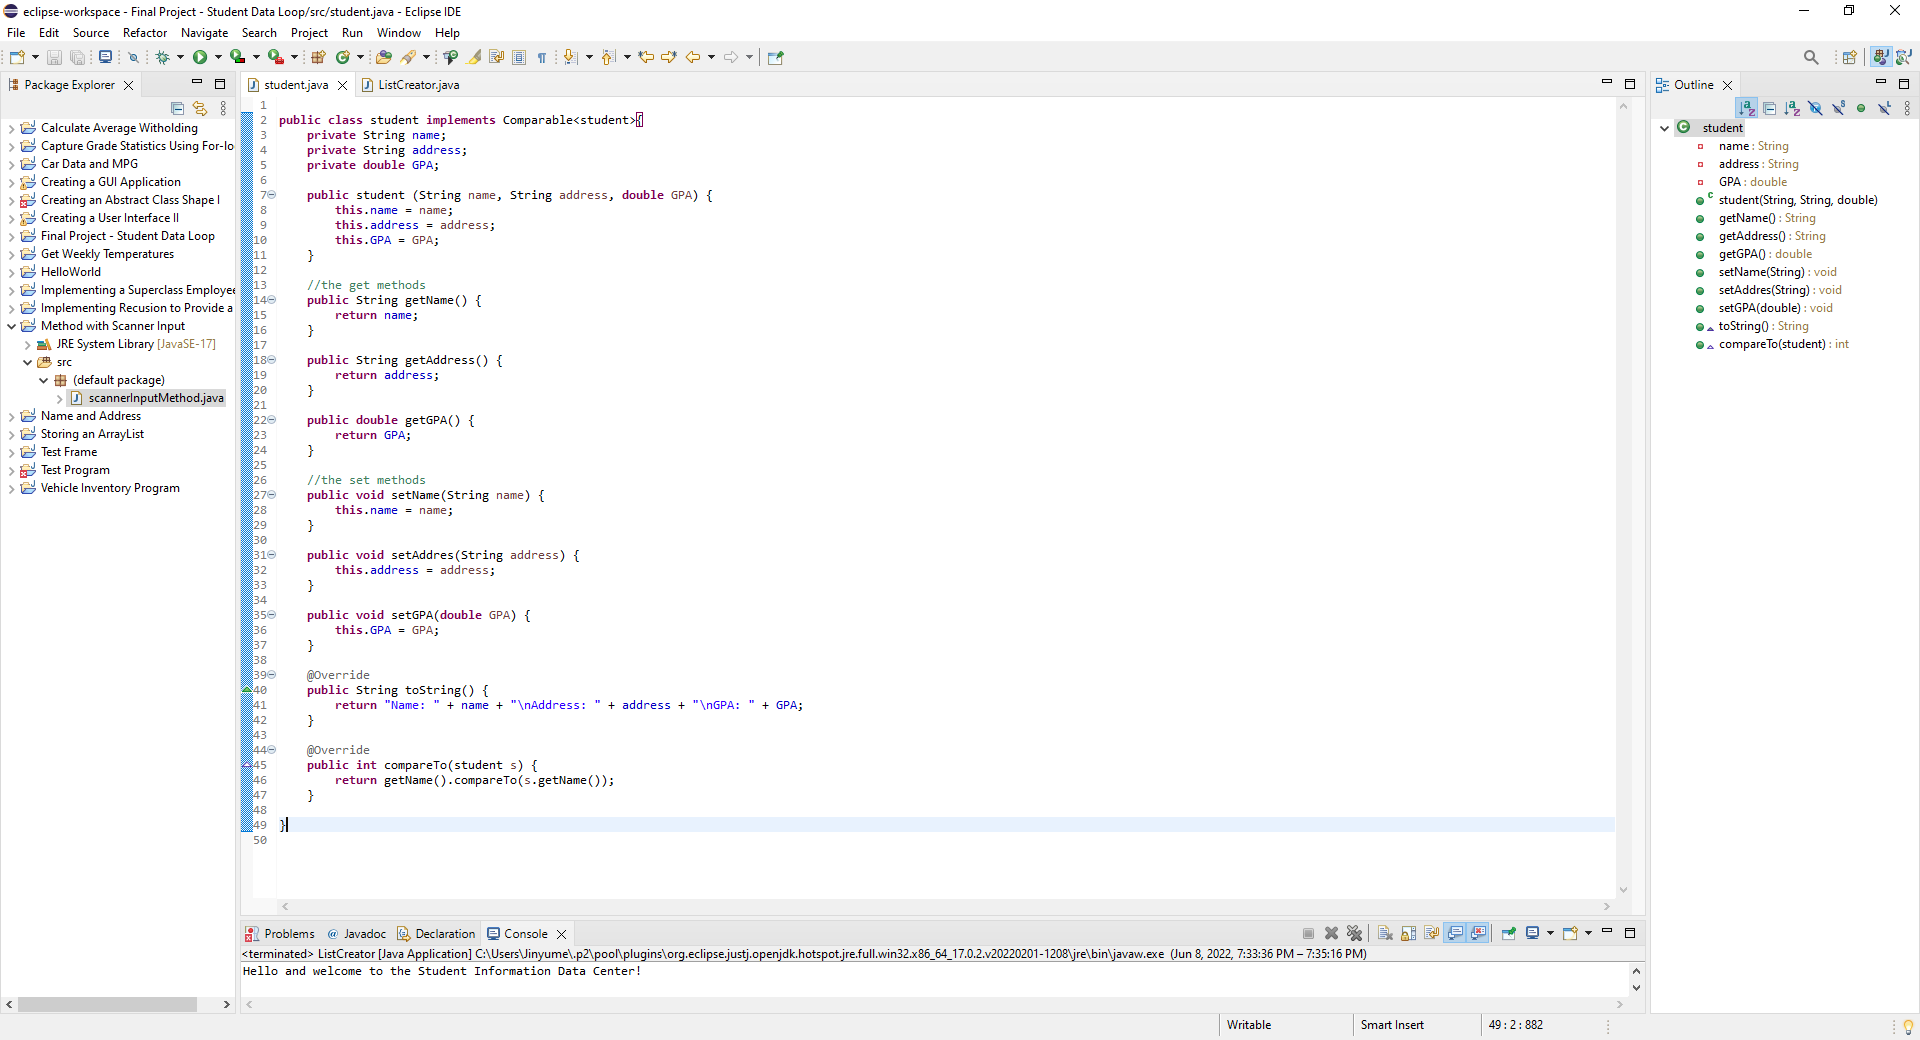 eclipse-workspace - Final Project - Student Data Loop/src/student.java - Eclipse IDE
File Edit Source Refactor Navigate Search Project Run Window Help
Package Explorer
Calculate Average Witholding
Capture Grade Statistics Using For-lo
Car Data and MPG
Creating a GUI Application
Creating an Abstract Class Shape I
Creating a User Interface II
Final Project - Student Data Loop
Get Weekly Temperatures
HelloWorld
Implementing a Superclass Employee
Implementing Recusion to Provide a
Method with Scanner Input
JRE System Library [JavaSE-17]
src
(default package)
scannerInputMethod.java
Name and Address
Storing an ArrayList
Test Frame
Test Program
Vehicle Inventory Program
student.java ListCreator.java
1
2 public class student implements Comparable<student>{
3 private String name;
4 private String address;
5 private double GPA;
6
7 public student (String name, String address, double GPA) {
8 this.name = name;
9 this.address = address;
10 this.GPA = GPA;
11 }
12
13 //the get methods
14 public String getName() {
15 return name;
16 }
17
18 public String getAddress() {
19 return address;
20 }
21
22 public double getGPA() {
23 return GPA;
24 }
25
26 //the set methods
27 public void setName(String name) {
28 this.name = name;
29 }
30
31 public void setAddres(String address) {
32 this.address = address;
33 }
34
35 public void setGPA(double GPA) {
36 this.GPA = GPA;
37 }
38
39 @Override
40 public String toString() {
41 return "Name: " + name + "\nAddress: " + address + "\nGPA: " + GPA;
42 }
43
44 @Override
45 public int compareTo(student s) {
46 return getName().compareTo(s.getName());
47 }
48
49 }
50
Outline
student
name : String
address : String
GPA : double
student(String, String, double)
getName() : String
getAddress() : String
getGPA() : double
setName(String) : void
setAddres(String) : void
setGPA(double) : void
toString() : String
compareTo(student) : int
Problems @ Javadoc Declaration Console
<terminated> ListCreator [Java Application] C:\Users\Jinyume\.p2\pool\plugins\org.eclipse.justj.openjdk.hotspot.jre.full.win32.x86_64_17.0.2.v20220201-1208\jre\bin\javaw.exe (Jun 8, 2022, 7:33:36 PM – 7:35:16 PM)
Hello and welcome to the Student Information Data Center!
Writable Smart Insert 49 : 2 : 882